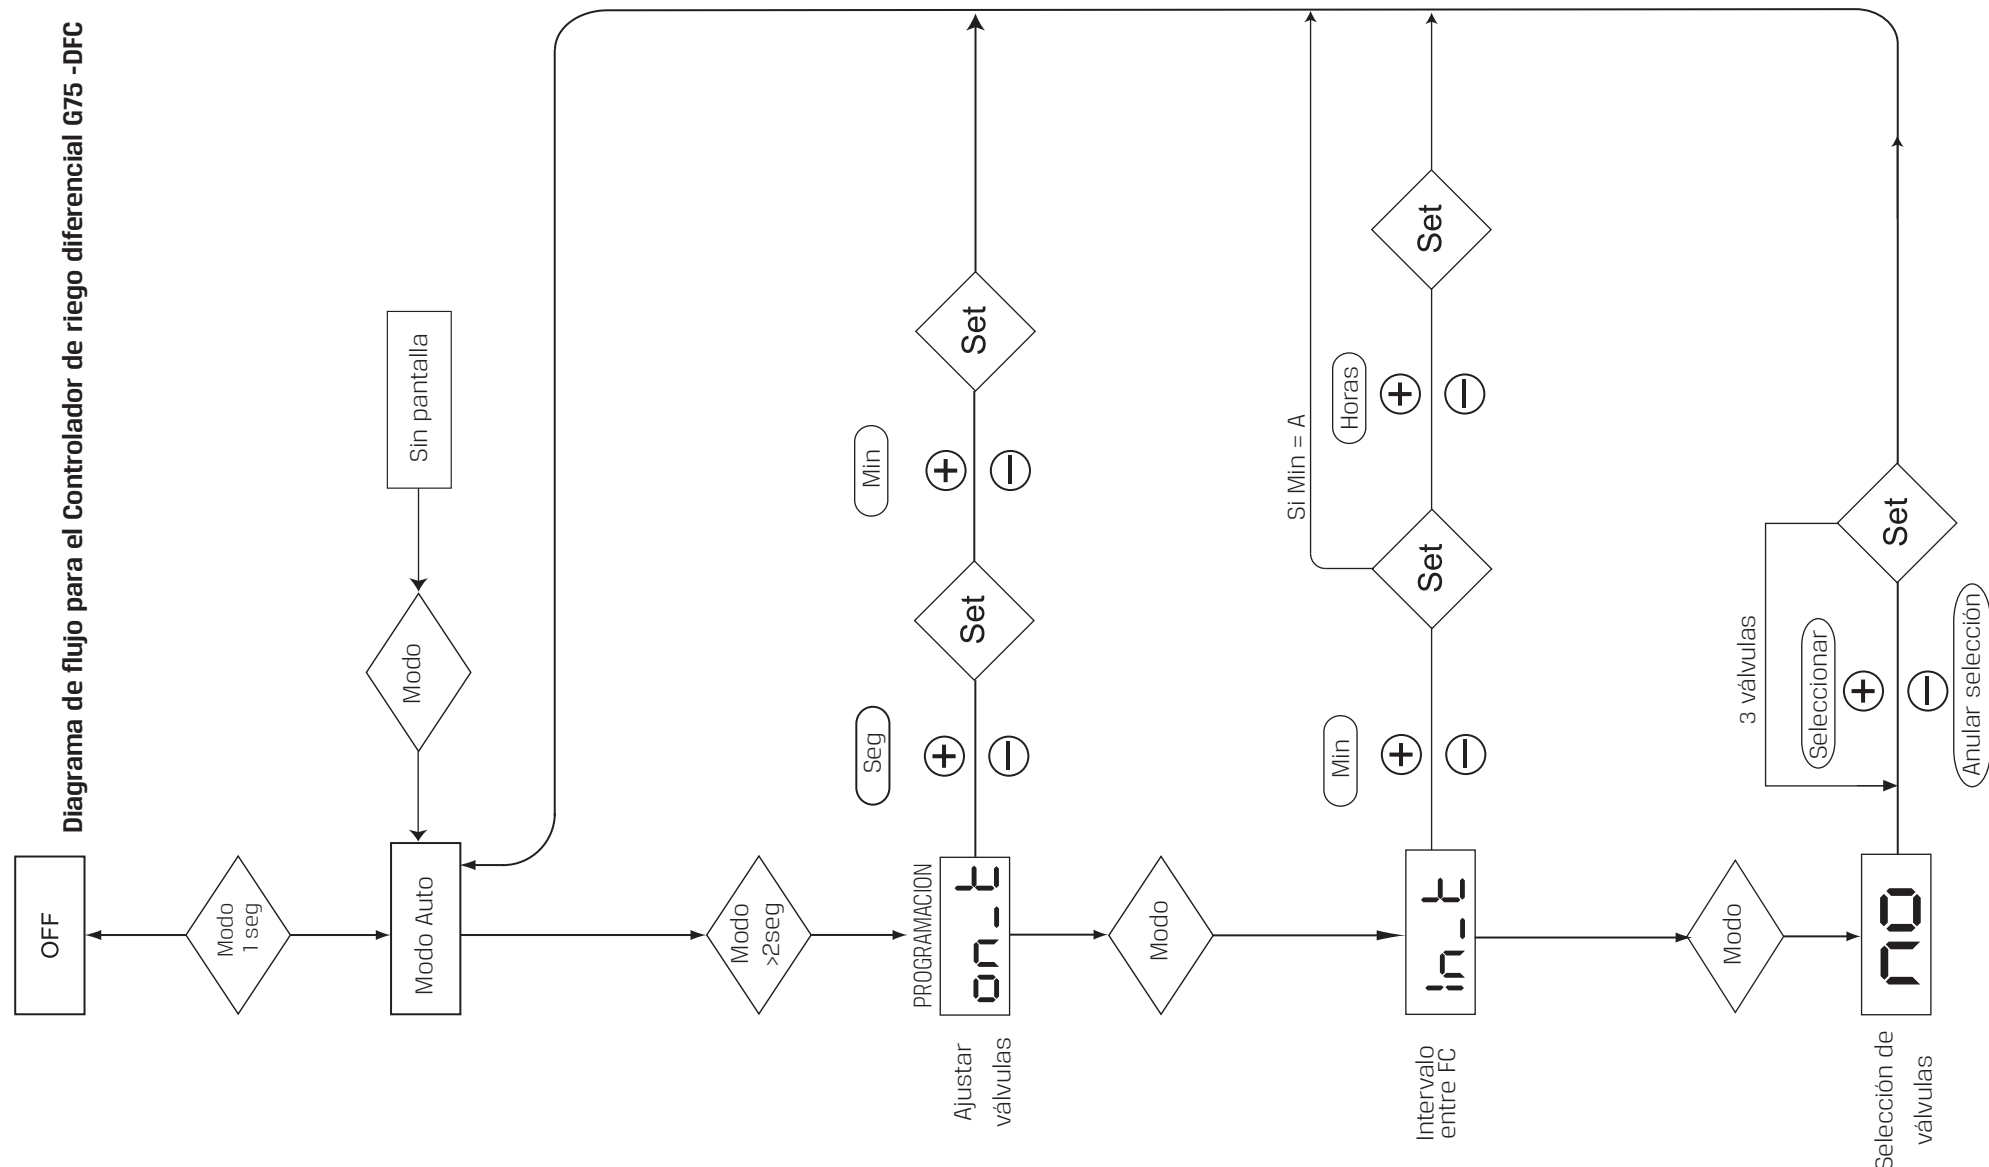 Diagrama de flujo para el Controlador de riego diferencial G75 -DFC
OFF
Modo
1 seg
Modo Auto
Modo
Sin pantalla
Modo
>2seg
PROGRAMACION
on_t
Ajustar
válvulas
Seg
+
−
Set
Min
+
−
Set
Modo
In_t
Intervalo
entre FC
Min
+
−
Set
Si Min = A
Horas
+
−
Set
Modo
no
Selección de
válvulas
3 válvulas
Seleccionar
+
−
Anular selección
Set